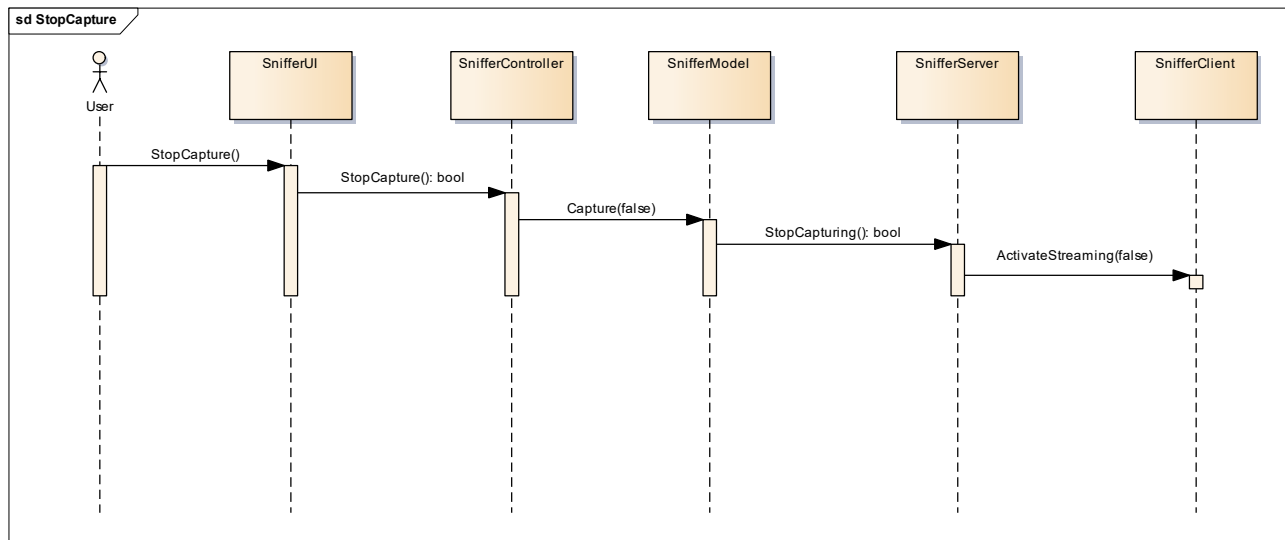 sd StopCapture
User
SnifferUI
SnifferController
SnifferModel
SnifferServer
SnifferClient
StopCapture()
StopCapture(): bool
Capture(false)
StopCapturing(): bool
ActivateStreaming(false)